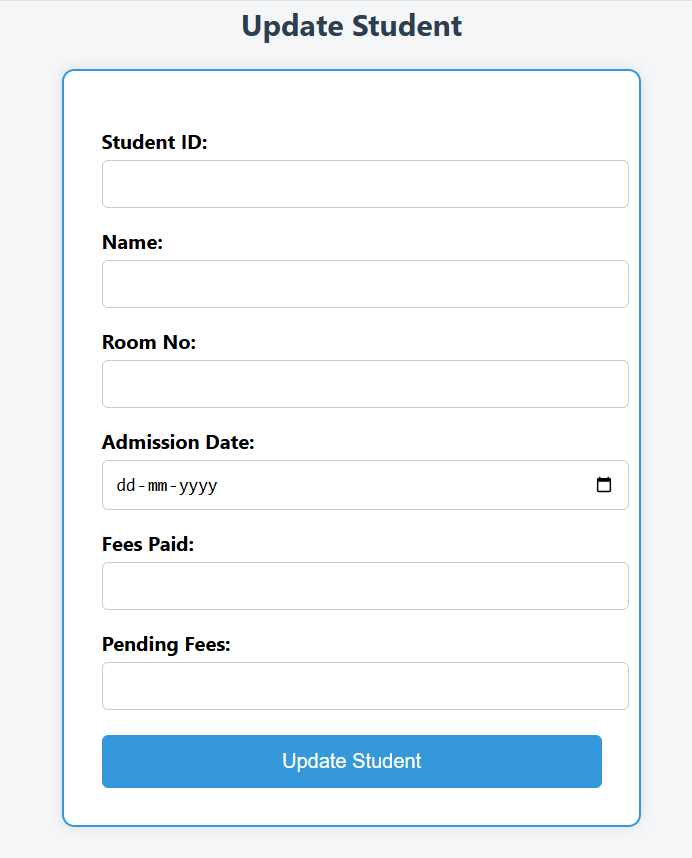 Update Student
Student ID:
Name:
Room No:
Admission Date:
dd-mm-yyyy
Fees Paid:
Pending Fees:
Update Student